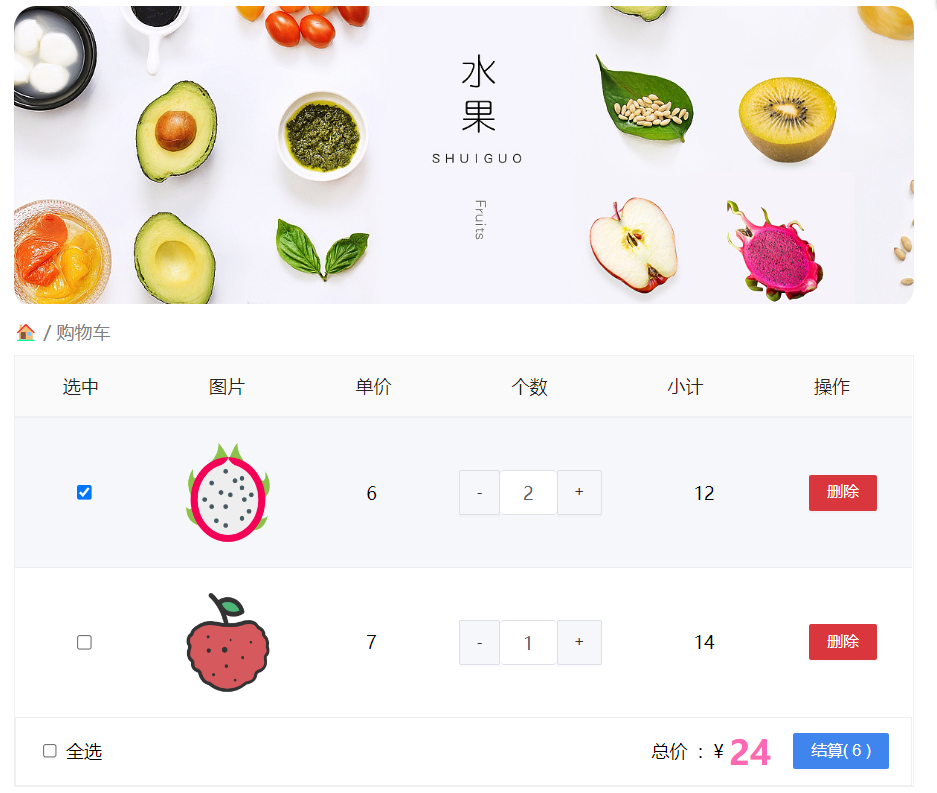 水
果
SHUIGUO
Fruits
/ 购物车
选中 图片 单价 个数 小计 操作
6 - 2 + 12 删除
7 - 1 + 14 删除
全选 总价 : ¥ 24 结算( 6 )